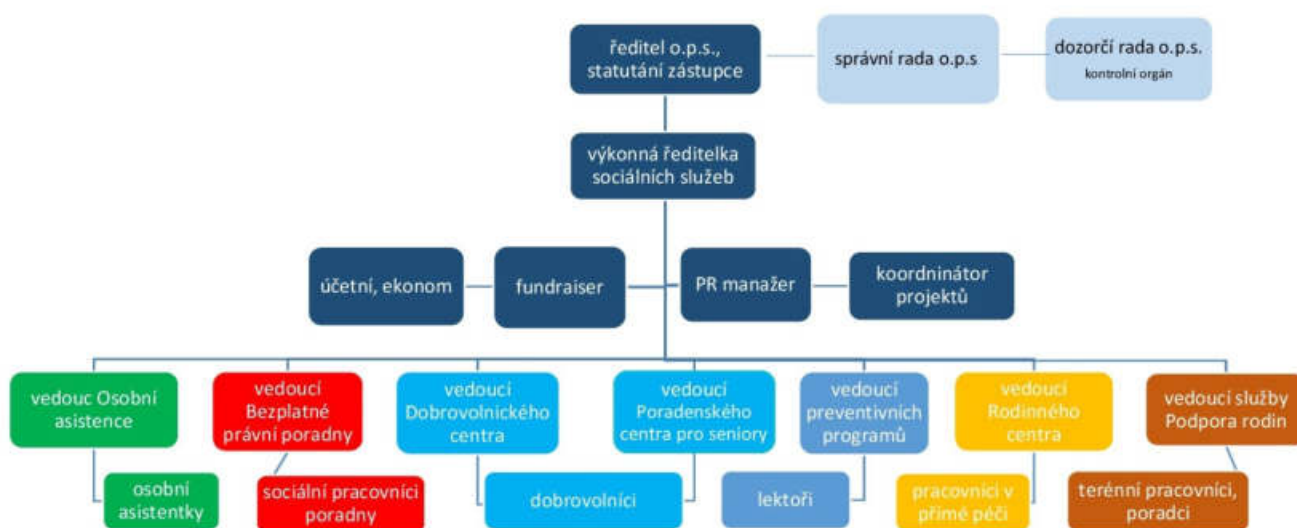 ředitel o.p.s.,
statutání zástupce
správní rada o.p.s
dozorčí rada o.p.s.
kontrolní orgán
výkonná ředitelka
sociálních služeb
účetní, ekonom
fundraiser
PR manažer
koordninátor
projektů
vedouc Osobní
asistence
vedoucí
Bezplatné
právní poradny
vedoucí
Dobrovolnického
centra
vedoucí
Poradenského
centra pro seniory
vedoucí
preventivních
programů
vedoucí
Rodinného
centra
vedoucí služby
Podpora rodin
osobní
asistentky
sociální pracovníci
poradny
dobrovolníci
lektoři
pracovníci v
přímé péči
terénní pracovníci,
poradci